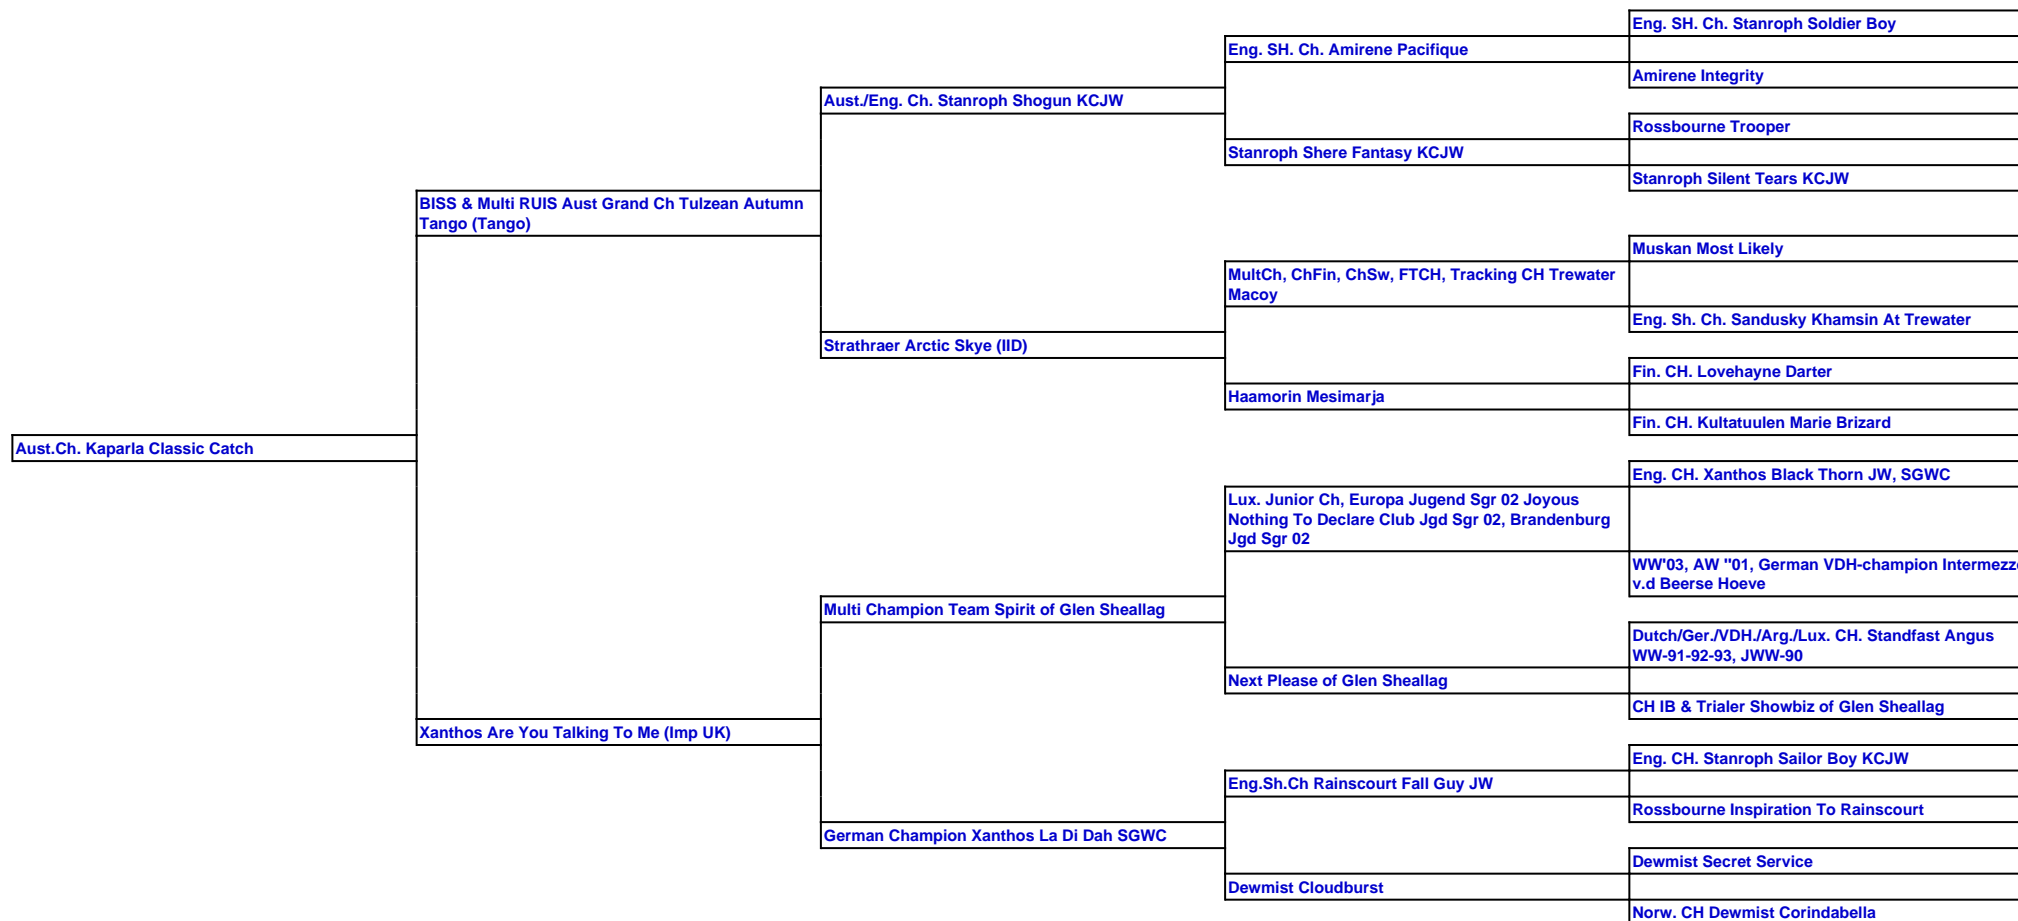 Eng. SH. Ch. Stanroph Soldier Boy
Eng. SH. Ch. Amirene Pacifique
Amirene Integrity
Aust./Eng. Ch. Stanroph Shogun KCJW
Rossbourne Trooper
Stanroph Shere Fantasy KCJW
Stanroph Silent Tears KCJW
BISS & Multi RUIS Aust Grand Ch Tulzean Autumn
Tango (Tango)
Muskan Most Likely
MultCh, ChFin, ChSw, FTCH, Tracking CH Trewater
Macoy
Eng. Sh. Ch. Sandusky Khamsin At Trewater
Strathraer Arctic Skye (IID)
Fin. CH. Lovehayne Darter
Haamorin Mesimarja
Fin. CH. Kultatuulen Marie Brizard
Aust.Ch. Kaparla Classic Catch
Eng. CH. Xanthos Black Thorn JW, SGWC
Lux. Junior Ch, Europa Jugend Sgr 02 Joyous
Nothing To Declare Club Jgd Sgr 02, Brandenburg
Jgd Sgr 02
WW'03, AW "01, German VDH-champion Intermezzo
v.d Beerse Hoeve
Multi Champion Team Spirit of Glen Sheallag
Dutch/Ger./VDH./Arg./Lux. CH. Standfast Angus
WW-91-92-93, JWW-90
Next Please of Glen Sheallag
CH IB & Trialer Showbiz of Glen Sheallag
Xanthos Are You Talking To Me (Imp UK)
Eng. CH. Stanroph Sailor Boy KCJW
Eng.Sh.Ch Rainscourt Fall Guy JW
Rossbourne Inspiration To Rainscourt
German Champion Xanthos La Di Dah SGWC
Dewmist Secret Service
Dewmist Cloudburst
Norw. CH Dewmist Corindabella